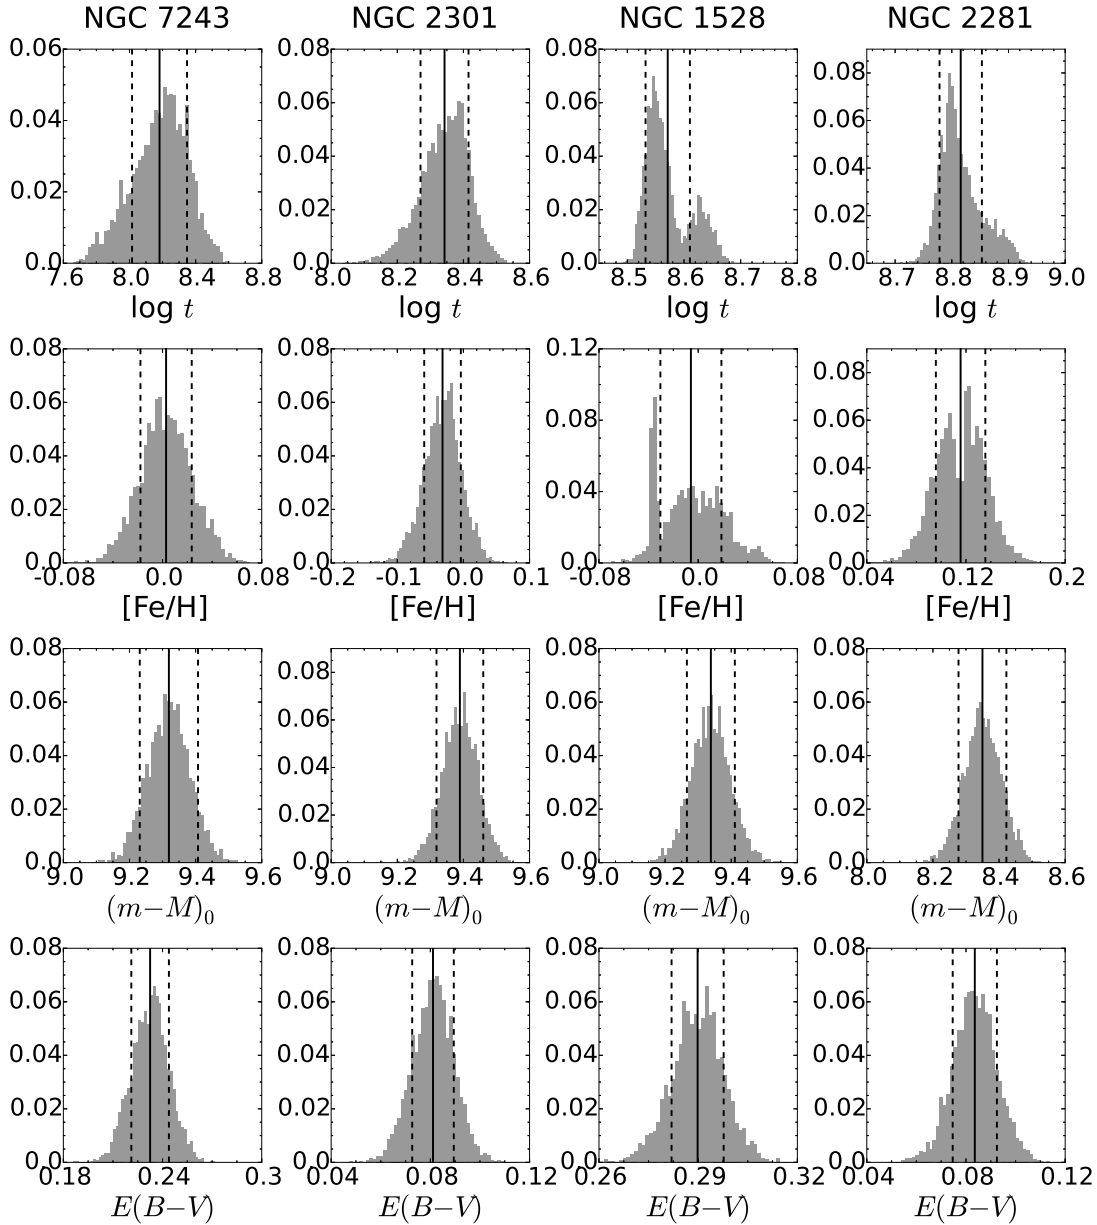 NGC 7243 NGC 2301 NGC 1528 NGC 2281
0.06 0.08 0.08 0.08
0.04 0.06 0.06 0.06
0.02 0.04 0.04 0.04
0.02 0.02 0.02
0.0 0.0 0.0 0.0
7.6 8.0 8.4 8.8 8.0 8.2 8.4 8.6 8.5 8.6 8.7 8.8 8.7 8.8 8.9 9.0
log t log t log t log t
0.08 0.08 0.12 0.08
0.06 0.06 0.08 0.06
0.04 0.04 0.04 0.04
0.02 0.02 0.02
0.0 0.0 0.0 0.0
-0.08 0.0 0.08 -0.2 -0.1 0.0 0.1 -0.08 0.0 0.08 0.04 0.12 0.2
[Fe/H] [Fe/H] [Fe/H] [Fe/H]
0.08 0.08 0.08 0.08
0.06 0.06 0.06 0.06
0.04 0.04 0.04 0.04
0.02 0.02 0.02 0.02
0.0 0.0 0.0 0.0
9.0 9.2 9.4 9.6 9.0 9.2 9.4 9.6 9.0 9.2 9.4 9.6 8.0 8.2 8.4 8.6
(m−M)₀ (m−M)₀ (m−M)₀ (m−M)₀
0.08 0.08 0.08 0.08
0.06 0.06 0.06 0.06
0.04 0.04 0.04 0.04
0.02 0.02 0.02 0.02
0.0 0.0 0.0 0.0
0.18 0.24 0.3 0.04 0.08 0.12 0.26 0.29 0.32 0.04 0.08 0.12
E(B−V) E(B−V) E(B−V) E(B−V)